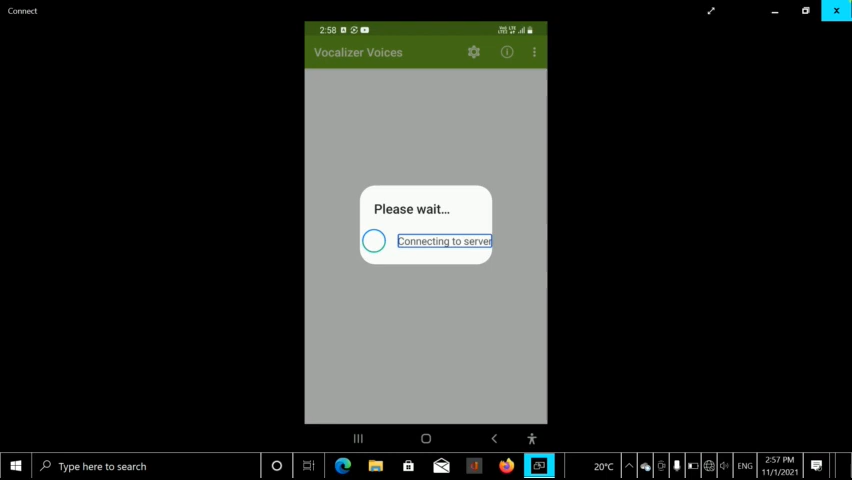 Connect
2:58
Vocalizer Voices
Please wait...
Connecting to server
Type here to search
20°C
ENG
2:57 PM
11/1/2021